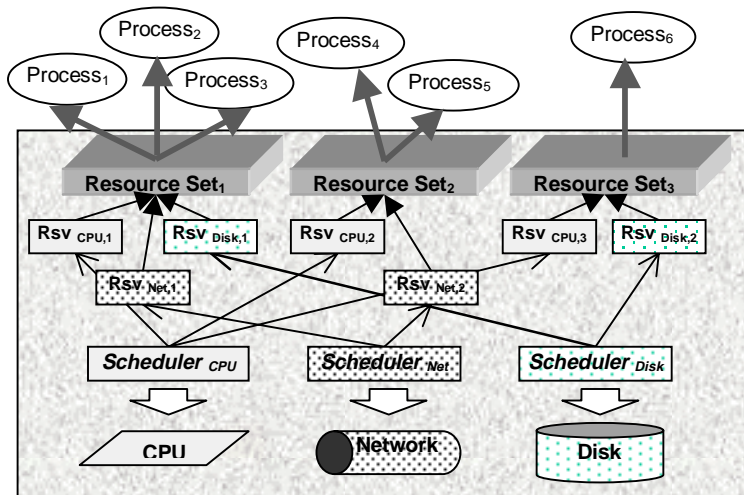 Process₂
Process₄
Process₆
Process₁
Process₃
Process₅
Resource Set₁
Resource Set₂
Resource Set₃
Rsv CPU,1
Rsv Disk,1
Rsv CPU,2
Rsv CPU,3
Rsv Disk,2
Rsv Net,1
Rsv Net,2
Scheduler CPU
Scheduler Net
Scheduler Disk
CPU
Network
Disk